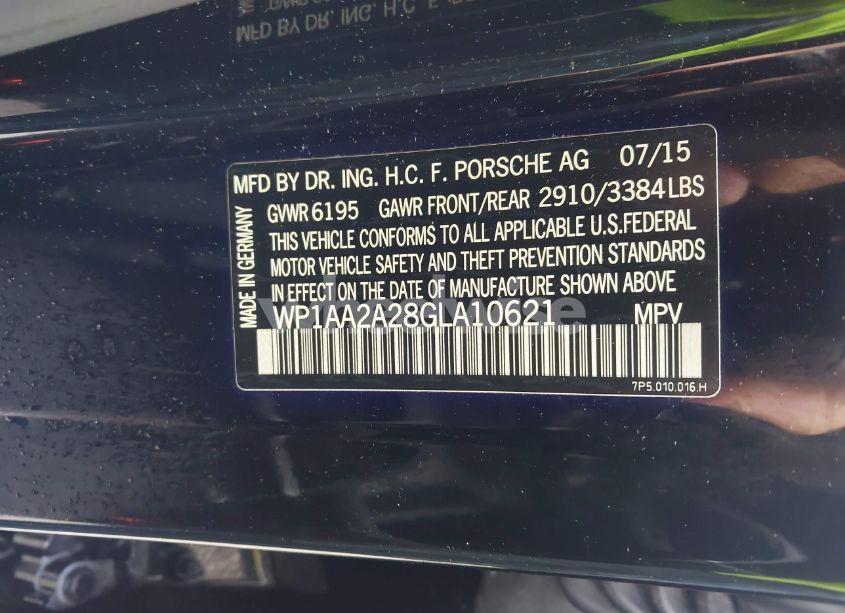 MFD BY DR. ING. H.C. F. PORSCHE AG 07/15
GVWR 6195 GAWR FRONT/REAR 2910/3384 LBS
THIS VEHICLE CONFORMS TO ALL APPLICABLE U.S.FEDERAL
MOTOR VEHICLE SAFETY AND THEFT PREVENTION STANDARDS
IN EFFECT ON THE DATE OF MANUFACTURE SHOWN ABOVE
WP1AA2A28GLA10621 MPV
7P5.010.016.H
MADE IN GERMANY